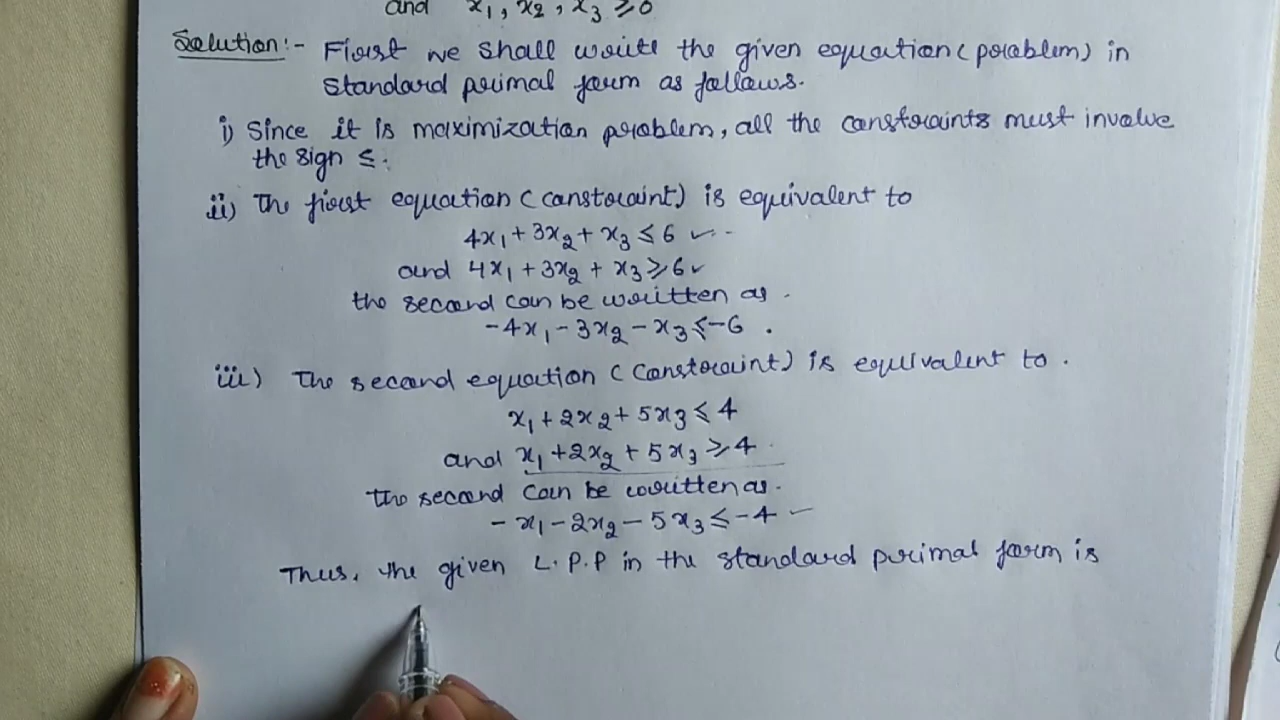 and x₁, x₂, x₃ ≥ 0
Solution:- First we shall write the given equation (problem) in
standard primal form as follows.
i) Since it is maximization problem, all the constraints must involve
the sign ≤.
ii) The first equation (constraint) is equivalent to
4x₁ + 3x₂ + x₃ ≤ 6
and 4x₁ + 3x₂ + x₃ ≥ 6
the second can be written as.
-4x₁ - 3x₂ - x₃ ≤ -6.
iii) The second equation (constraint) is equivalent to.
x₁ + 2x₂ + 5x₃ ≤ 4
and x₁ + 2x₂ + 5x₃ ≥ 4
the second can be written as.
- x₁ - 2x₂ - 5x₃ ≤ -4
Thus, the given L.P.P in the standard primal form is